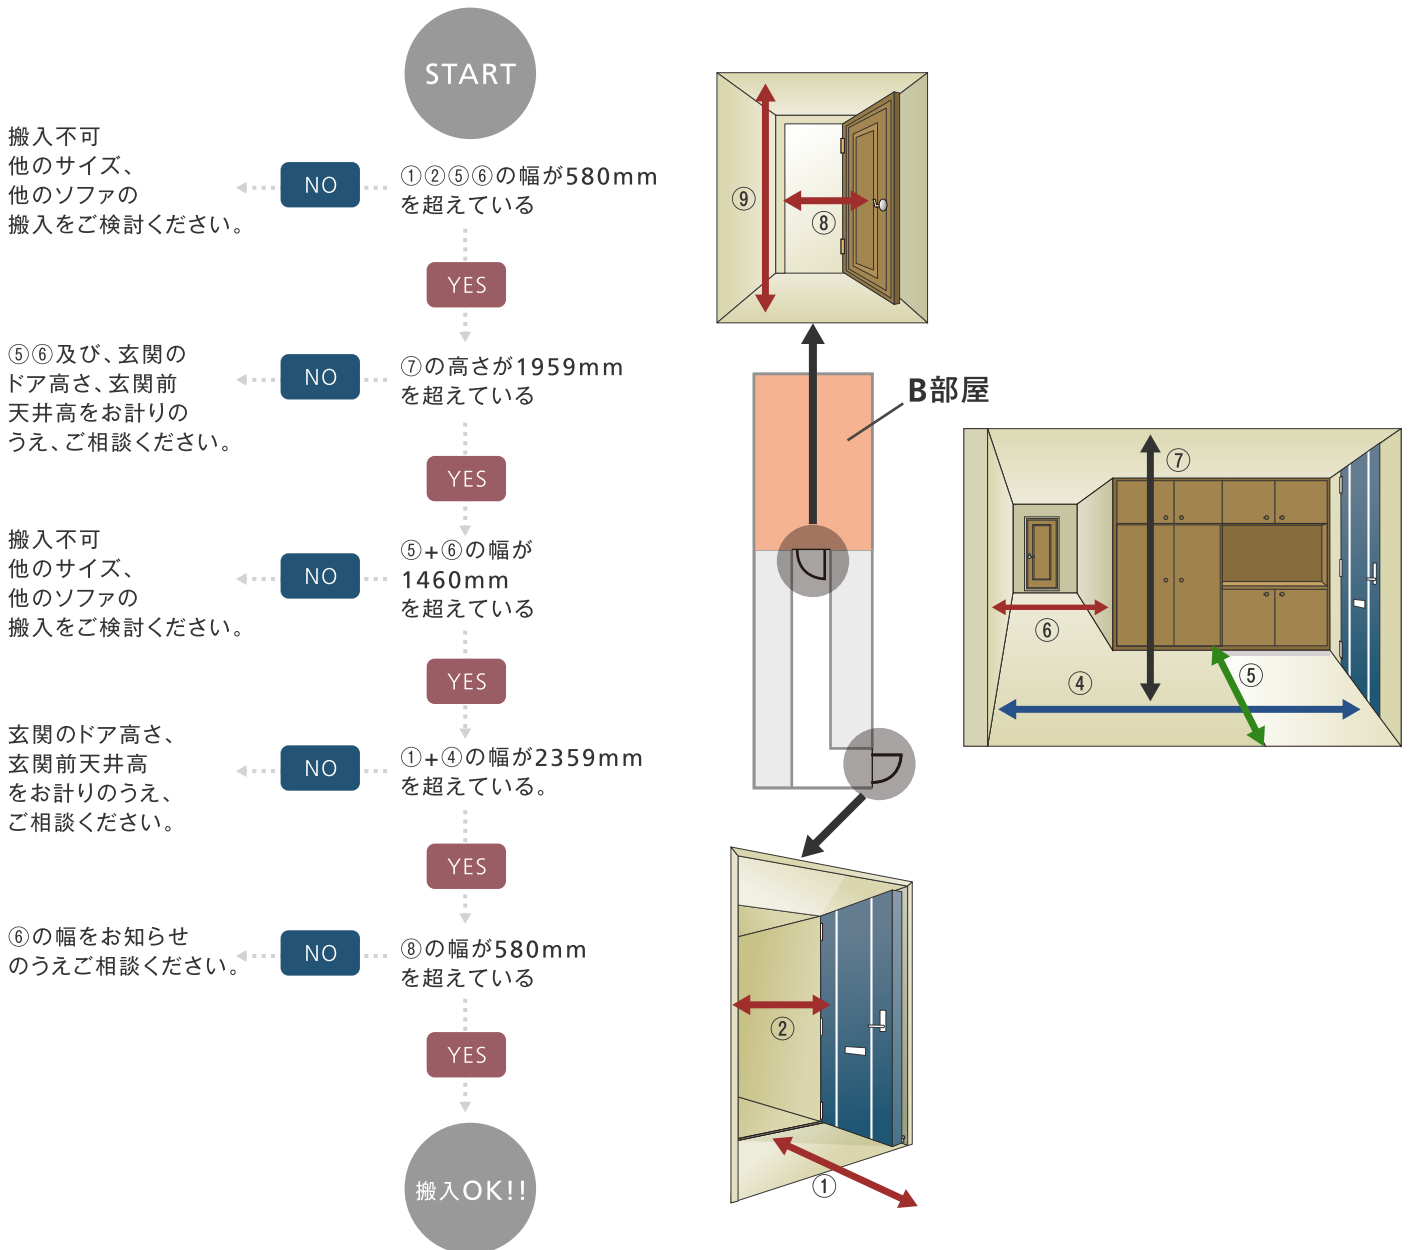 START
①②⑤⑥の幅が580mm
を超えている
NO
搬入不可
他のサイズ、
他のソファの
搬入をご検討ください。
YES
⑦の高さが1959mm
を超えている
NO
⑤⑥及び、玄関の
ドア高さ、玄関前
天井高をお計りの
うえ、ご相談ください。
YES
⑤+⑥の幅が
1460mm
を超えている
NO
搬入不可
他のサイズ、
他のソファの
搬入をご検討ください。
YES
①+④の幅が2359mm
を超えている。
NO
玄関のドア高さ、
玄関前天井高
をお計りのうえ、
ご相談ください。
YES
⑧の幅が580mm
を超えている
NO
⑥の幅をお知らせ
のうえご相談ください。
YES
搬入OK!!
⑨
⑧
B部屋
⑦
⑥
⑤
④
②
①